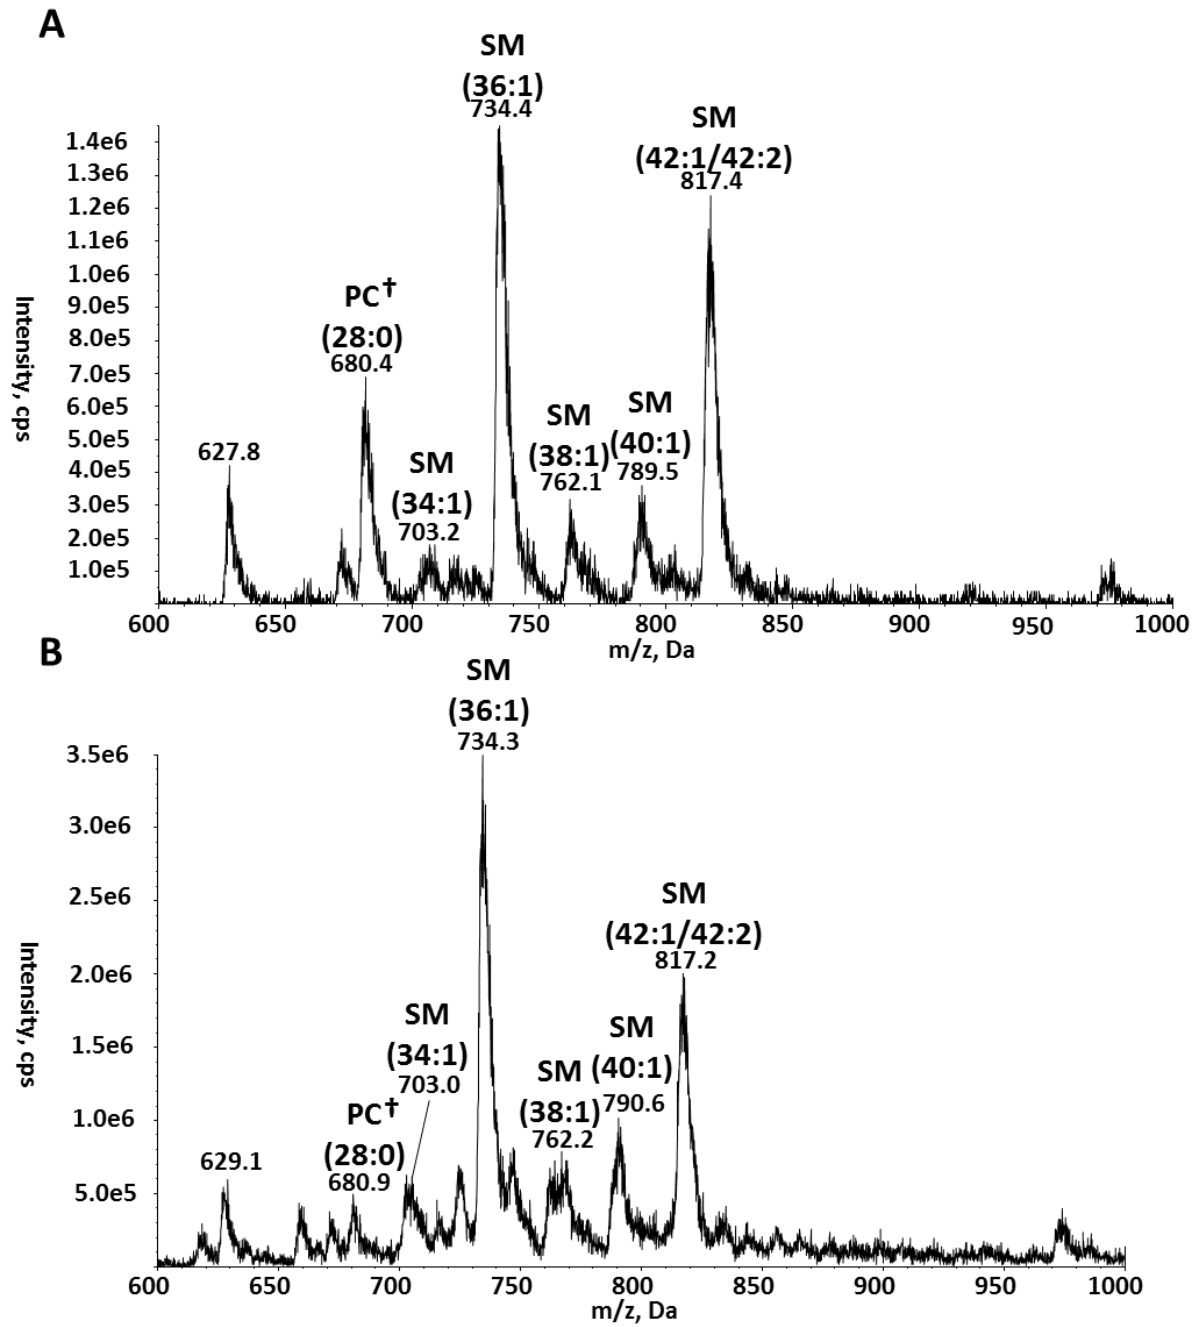 A
SM
(36:1)
734.4
SM
(42:1/42:2)
817.4
1.4e6
1.3e6
1.2e6
1.1e6
1.0e6
9.0e5
8.0e5
7.0e5
6.0e5
5.0e5
4.0e5
3.0e5
2.0e5
1.0e5
Intensity, cps
PC†
(28:0)
680.4
627.8
SM
(34:1)
703.2
SM
(38:1)
762.1
SM
(40:1)
789.5
600 650 700 750 800 850 900 950 1000
m/z, Da
B
SM
(36:1)
734.3
3.5e6
3.0e6
2.5e6
2.0e6
1.5e6
1.0e6
5.0e5
Intensity, cps
SM
(42:1/42:2)
817.2
SM
(34:1)
703.0
SM
(40:1)
790.6
SM
(38:1)
762.2
PC†
(28:0)
680.9
629.1
600 650 700 750 800 850 900 950 1000
m/z, Da